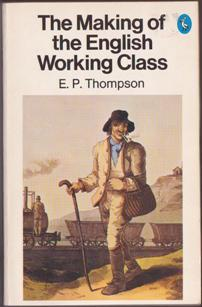 The Making of
the English
Working Class
E. P. Thompson